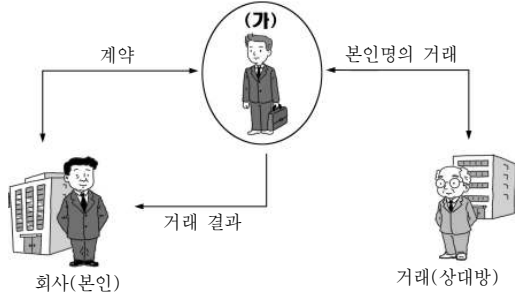 (가)
계약
본인명의 거래
거래 결과
회사(본인)
거래(상대방)